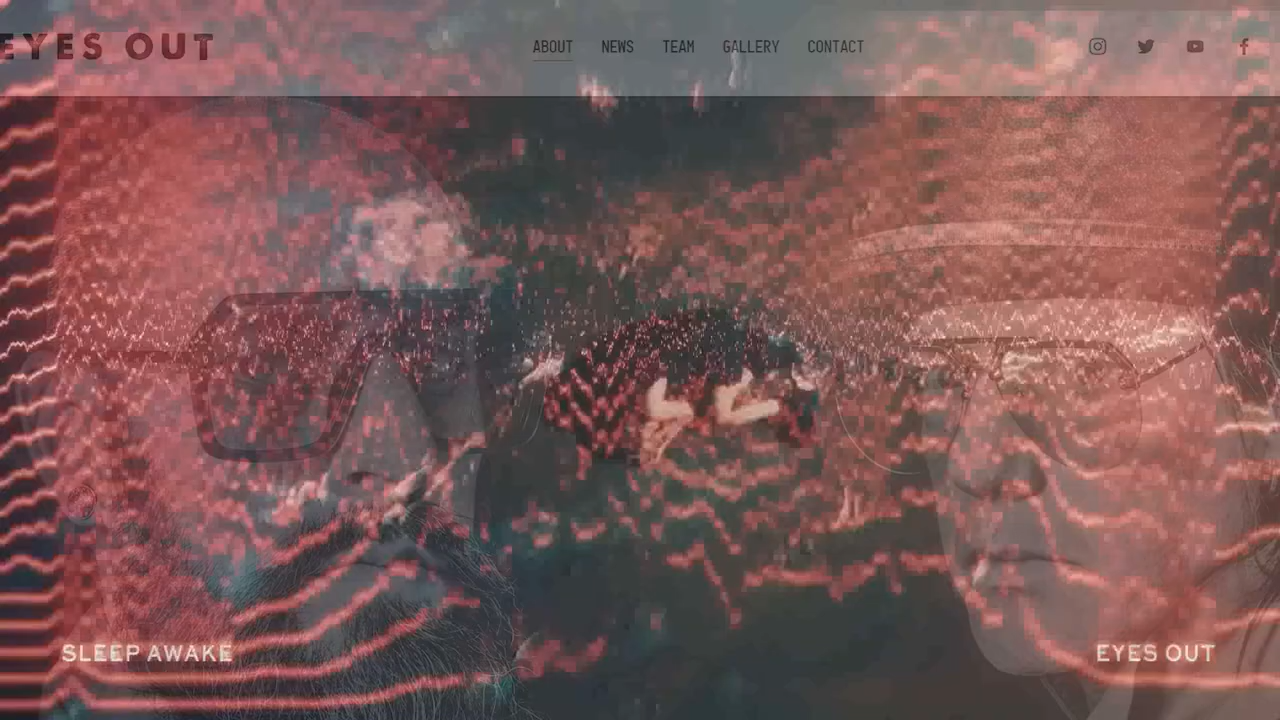 EYES OUT
ABOUT NEWS TEAM GALLERY CONTACT
SLEEP AWAKE
EYES OUT